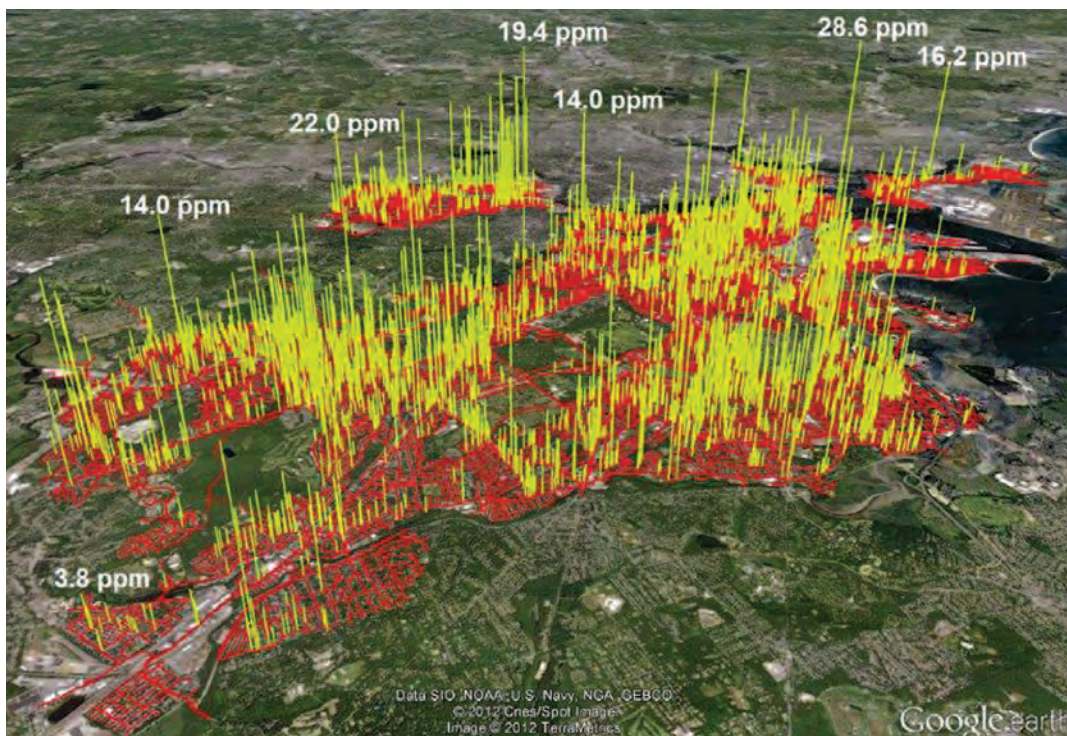 19.4 ppm
28.6 ppm
16.2 ppm
14.0 ppm
22.0 ppm
14.0 ppm
3.8 ppm
Data SIO, NOAA, U.S. Navy, NGA, GEBCO
© 2012 Cnes/Spot Image
Image © 2012 TerraMetrics
Google earth